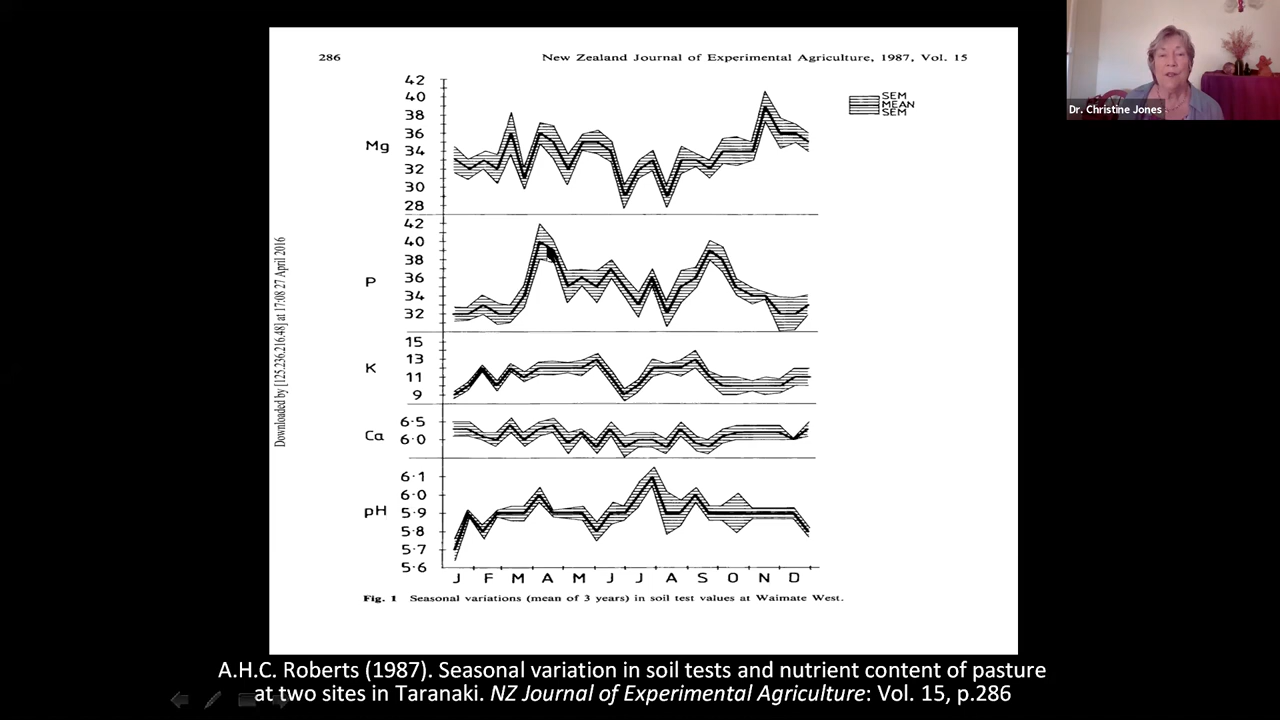 286
New Zealand Journal of Experimental Agriculture, 1987, Vol. 15
Dr. Christine Jones
SEM
MEAN
SEM
Mg
42
40
38
36
34
32
30
28
P
42
40
38
36
34
32
K
15
13
11
9
Ca
6·5
6·0
pH
6·1
6·0
5·9
5·8
5·7
5·6
J F M A M J J A S O N D
Fig. 1 Seasonal variations (mean of 3 years) in soil test values at Waimate West.
Downloaded by [125.236.216.48] at 17:08 27 April 2016
A.H.C. Roberts (1987). Seasonal variation in soil tests and nutrient content of pasture
at two sites in Taranaki. NZ Journal of Experimental Agriculture: Vol. 15, p.286